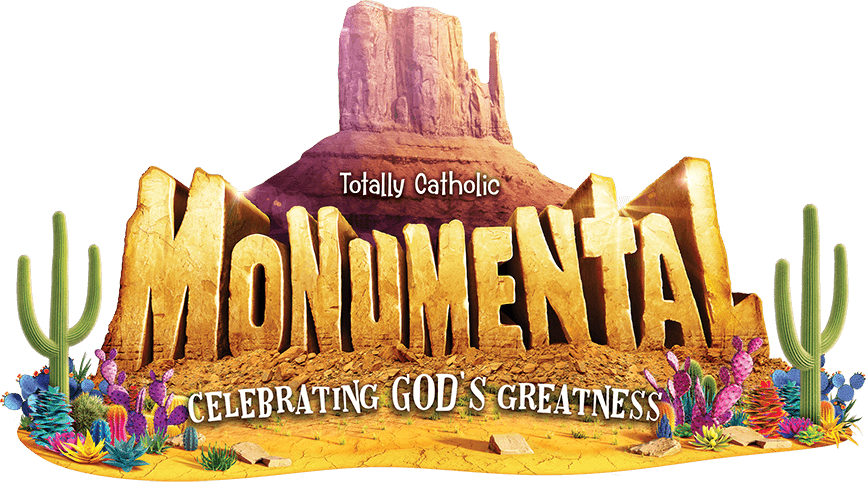 Totally Catholic
MONUMENTAL
CELEBRATING GOD'S GREATNESS